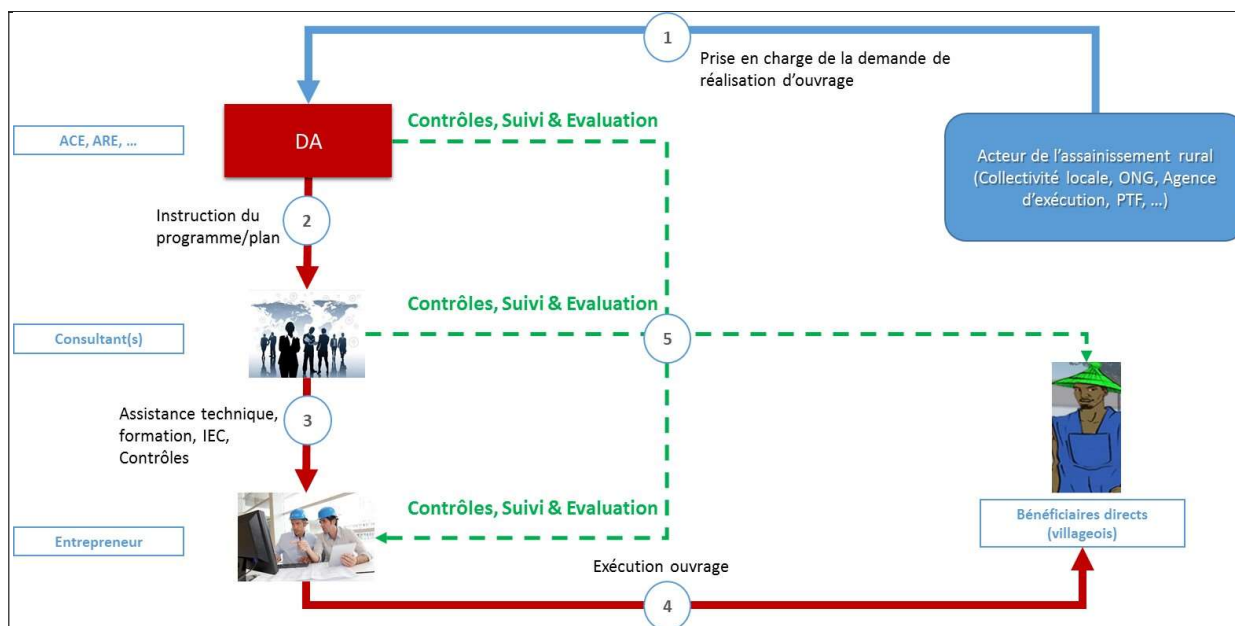 1
Prise en charge de la demande de
réalisation d'ouvrage
ACE, ARE, …
DA
Contrôles, Suivi & Evaluation
Acteur de l'assainissement rural
(Collectivité locale, ONG, Agence
d'exécution, PTF, …)
Instruction du
programme/plan
2
Contrôles, Suivi & Evaluation
Consultant(s)
5
Assistance technique,
formation, IEC,
Contrôles
3
Contrôles, Suivi & Evaluation
Entrepreneur
Bénéficiaires directs
(villageois)
Exécution ouvrage
4